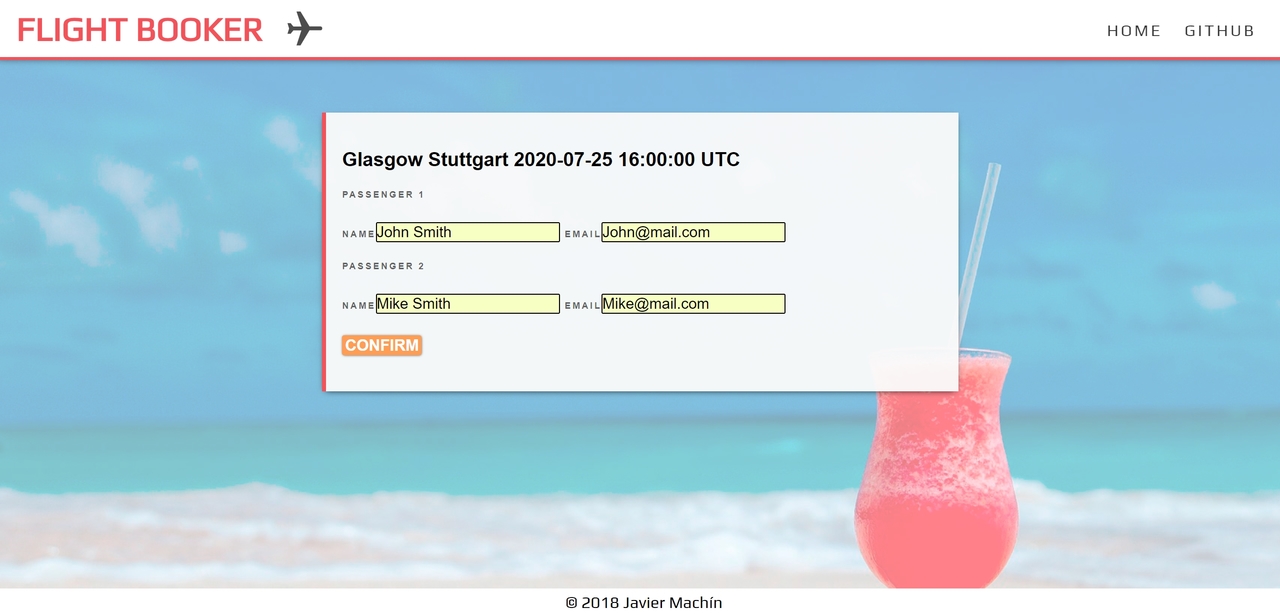 FLIGHT BOOKER
HOME GITHUB
Glasgow Stuttgart 2020-07-25 16:00:00 UTC
PASSENGER 1
NAME John Smith EMAIL John@mail.com
PASSENGER 2
NAME Mike Smith EMAIL Mike@mail.com
CONFIRM
© 2018 Javier Machín